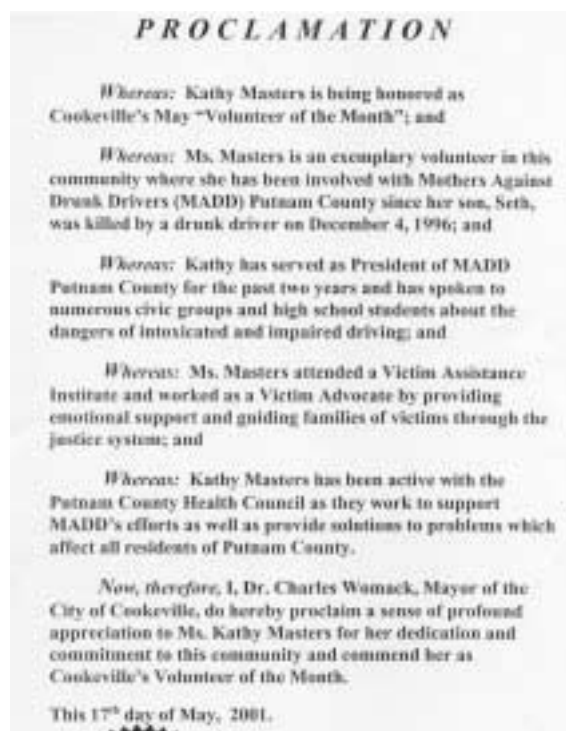 PROCLAMATION
Whereas: Kathy Masters is being honored as
Cookeville's May "Volunteer of the Month"; and
Whereas: Ms. Masters is an exemplary volunteer in this
community where she has been involved with Mothers Against
Drunk Drivers (MADD) Putnam County since her son, Seth,
was killed by a drunk driver on December 4, 1996; and
Whereas: Kathy has served as President of MADD
Putnam County for the past two years and has spoken to
numerous civic groups and high school students about the
dangers of intoxicated and impaired driving; and
Whereas: Ms. Masters attended a Victim Assistance
Institute and worked as a Victim Advocate by providing
emotional support and guiding families of victims through the
justice system; and
Whereas: Kathy Masters has been active with the
Putnam County Health Council as they work to support
MADD's efforts as well as provide solutions to problems which
affect all residents of Putnam County.
Now, therefore, I, Dr. Charles Womack, Mayor of the
City of Cookeville, do hereby proclaim a sense of profound
appreciation to Ms. Kathy Masters for her dedication and
commitment to this community and commend her as
Cookeville's Volunteer of the Month.
This 17th day of May, 2001.